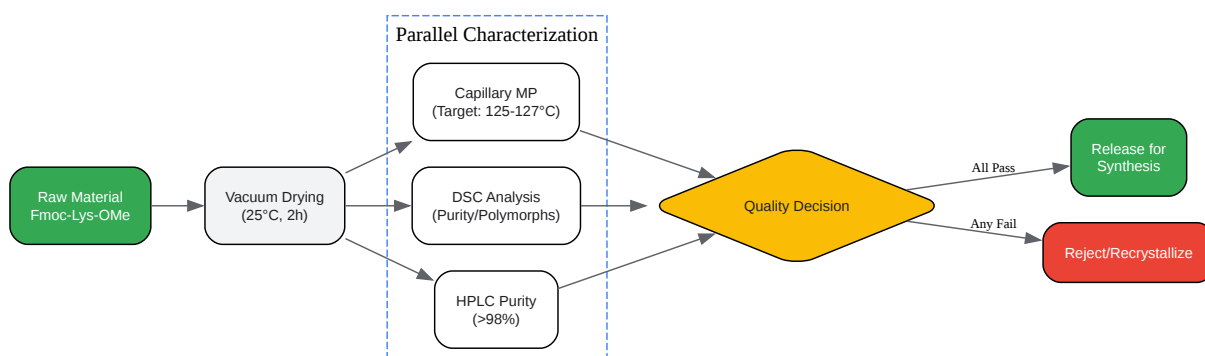 Parallel Characterization
Capillary MP
(Target: 125-127°C)
Raw Material
Fmoc-Lys-OMe
Vacuum Drying
(25°C, 2h)
DSC Analysis
(Purity/Polymorphs)
HPLC Purity
(>98%)
Quality Decision
All Pass
Release for
Synthesis
Any Fail
Reject/Recrystallize